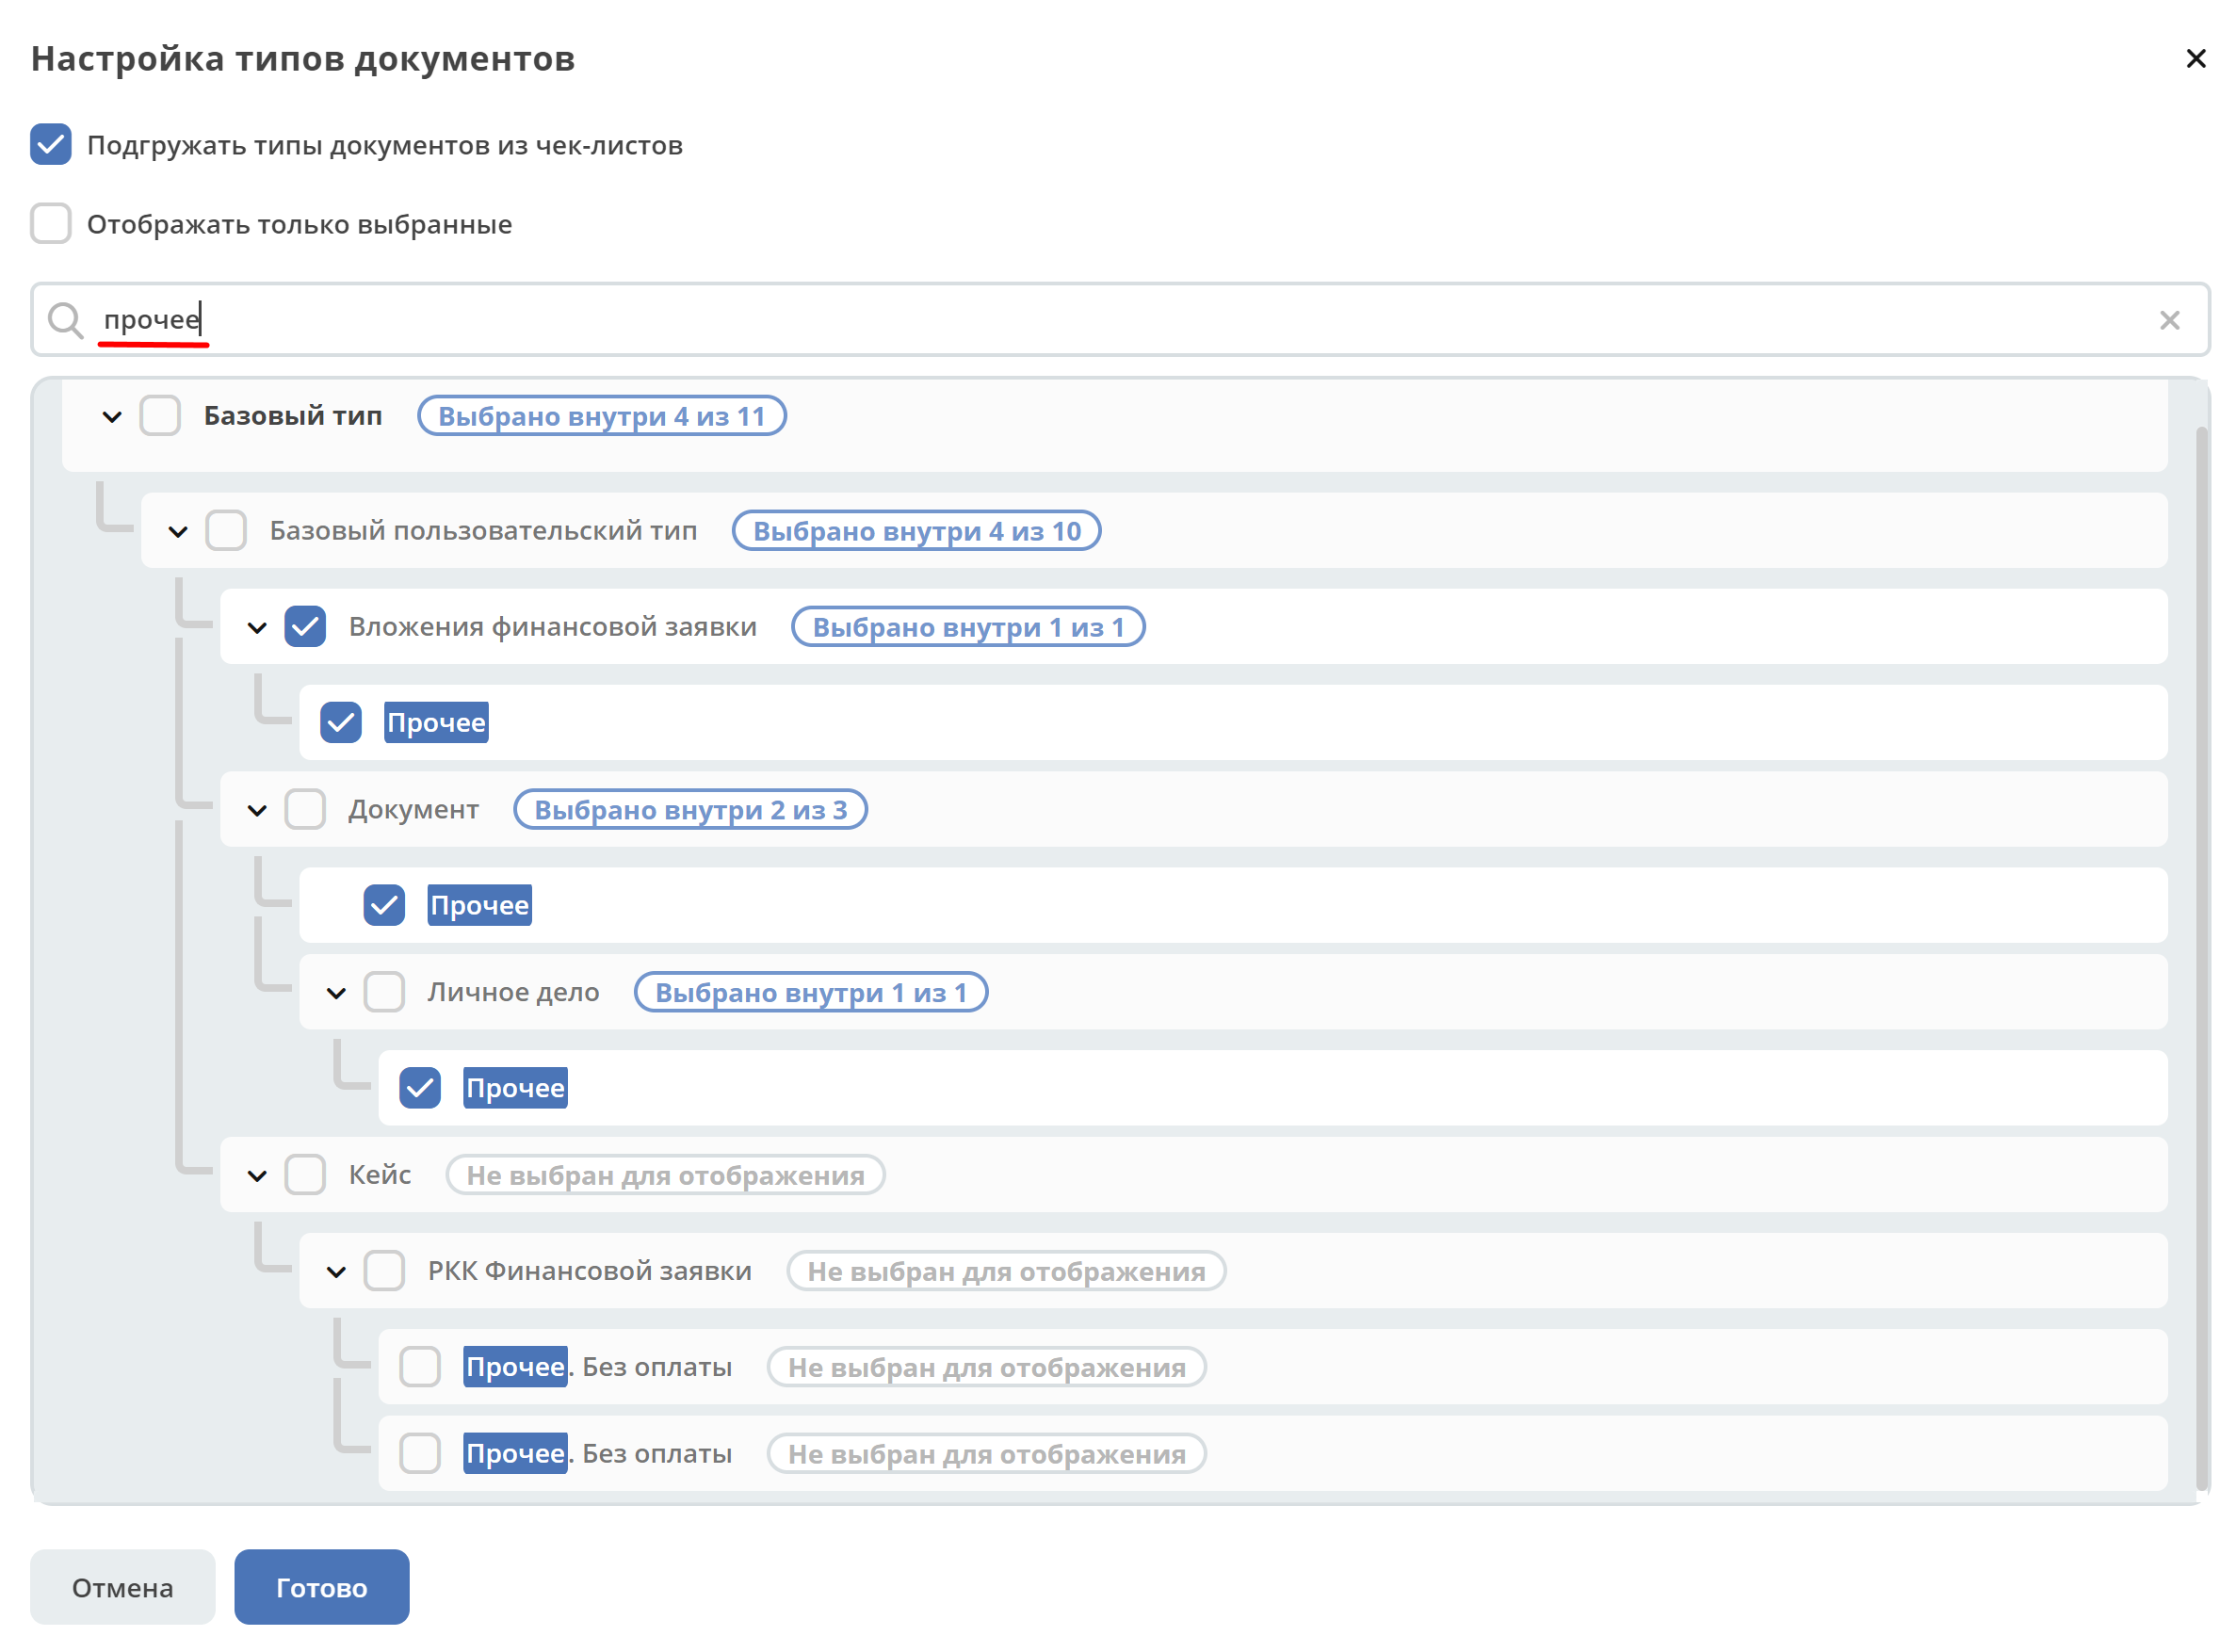 Настройка типов документов
Подгружать типы документов из чек-листов
Отображать только выбранные
прочее
Базовый тип Выбрано внутри 4 из 11
Базовый пользовательский тип Выбрано внутри 4 из 10
Вложения финансовой заявки Выбрано внутри 1 из 1
Прочее
Документ Выбрано внутри 2 из 3
Прочее
Личное дело Выбрано внутри 1 из 1
Прочее
Кейс Не выбран для отображения
РКК Финансовой заявки Не выбран для отображения
Прочее. Без оплаты Не выбран для отображения
Прочее. Без оплаты Не выбран для отображения
Отмена Готово